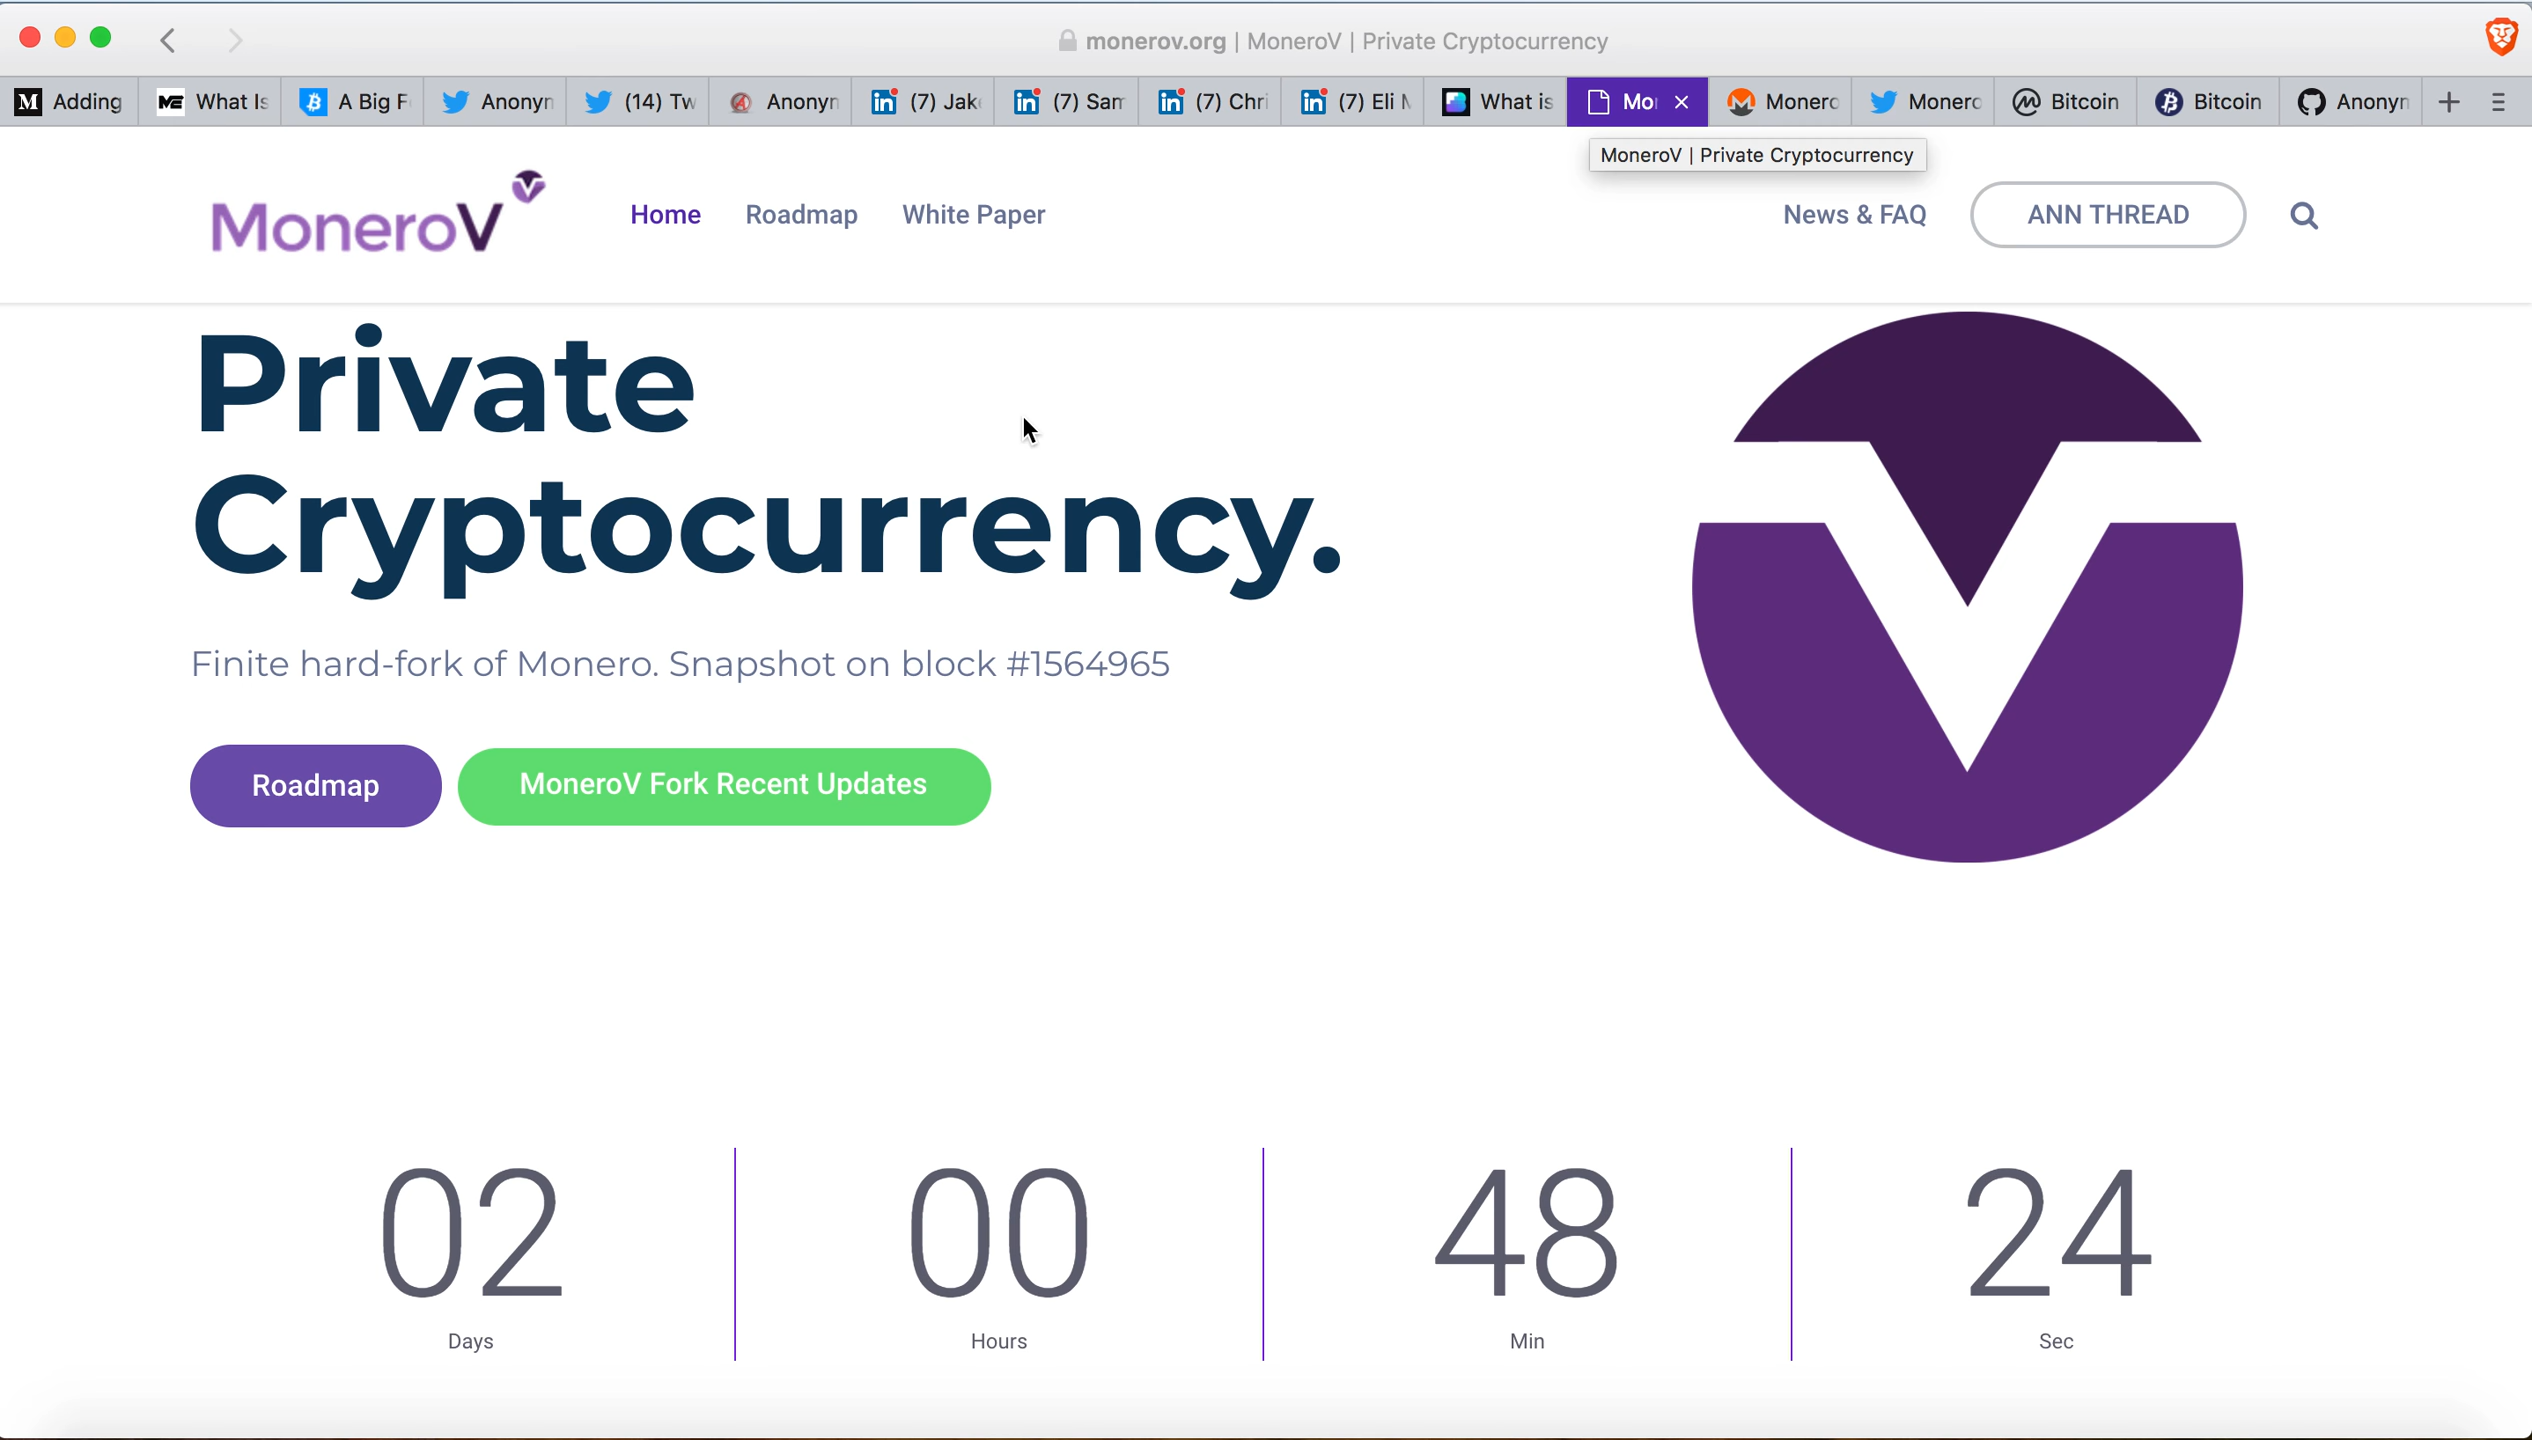 monerov.org | MoneroV | Private Cryptocurrency
Adding What Is A Big F Anonyn (14) Tw Anonyn (7) Jak (7) Sam (7) Chri (7) Eli What is Mo Monero Monero Bitcoin Bitcoin Anonyn
MoneroV | Private Cryptocurrency
MoneroV Home Roadmap White Paper News & FAQ ANN THREAD
Private
Cryptocurrency.
Finite hard-fork of Monero. Snapshot on block #1564965
Roadmap MoneroV Fork Recent Updates
02 00 48 24
Days Hours Min Sec